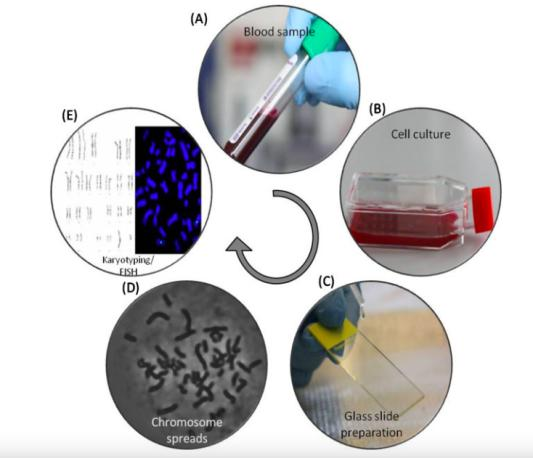 (A)
Blood sample
(B)
Cell culture
(C)
Glass slide
preparation
(D)
Chromosome
spreads
(E)
Karyotyping/
FISH